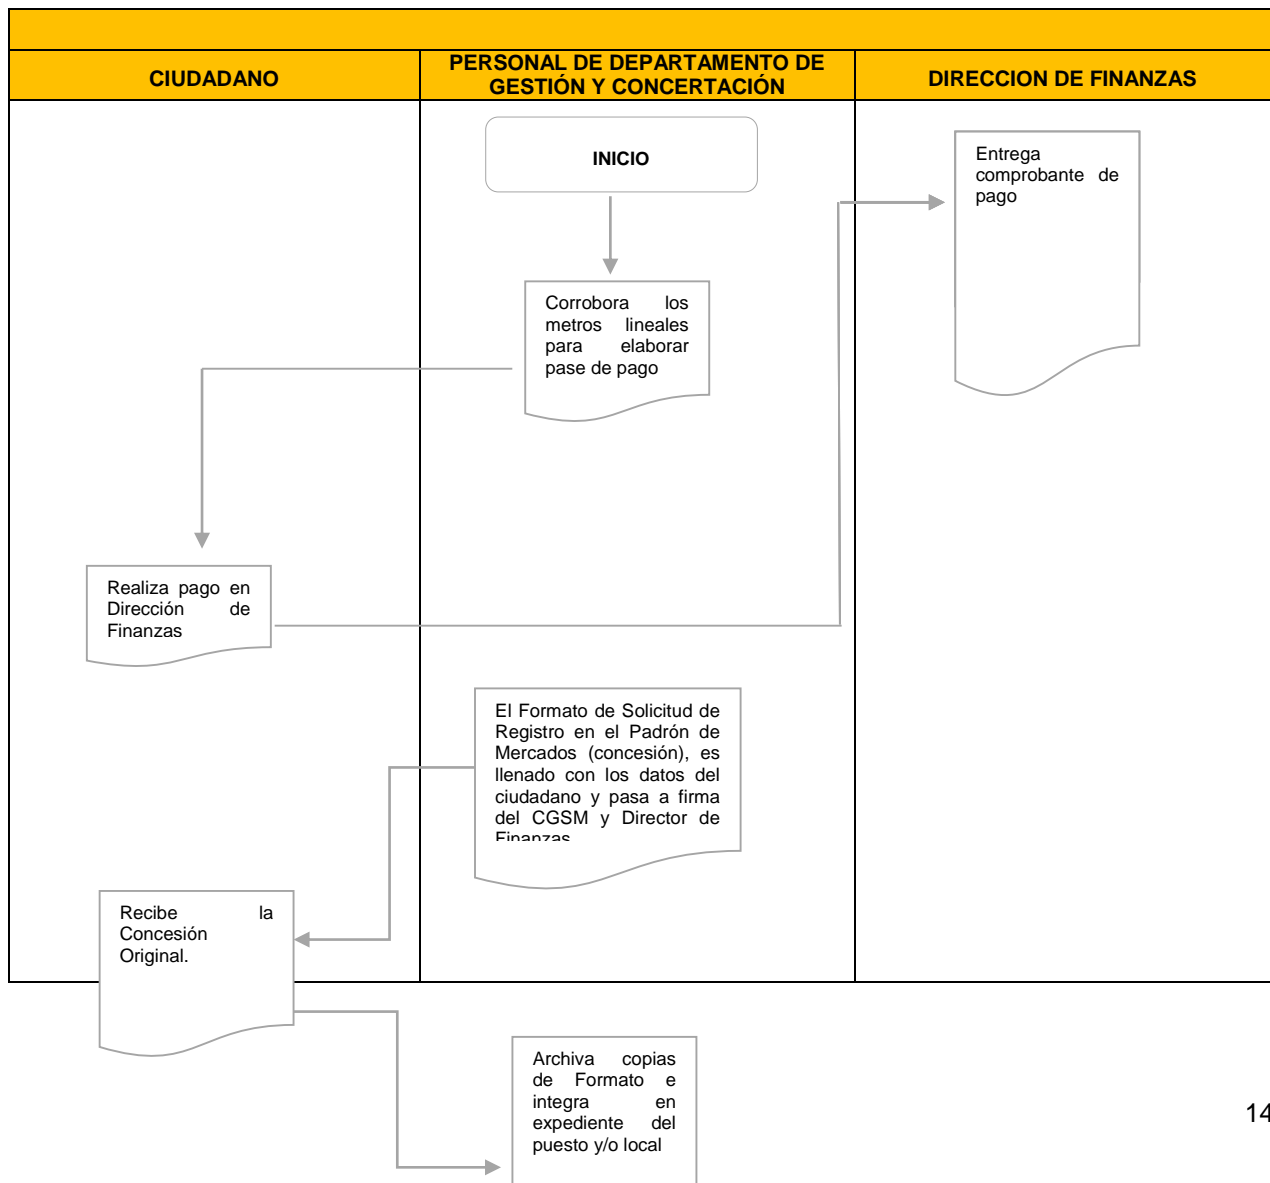 CIUDADANO
PERSONAL DE DEPARTAMENTO DE
GESTIÓN Y CONCERTACIÓN
DIRECCION DE FINANZAS
INICIO
Entrega
comprobante de
pago
Corrobora los
metros lineales
para elaborar
pase de pago
Realiza pago en
Dirección de
Finanzas
El Formato de Solicitud de
Registro en el Padrón de
Mercados (concesión), es
llenado con los datos del
ciudadano y pasa a firma
del CGSM y Director de
Finanzas
Recibe la
Concesión
Original.
Archiva copias
de Formato e
integra en
expediente del
puesto y/o local
14